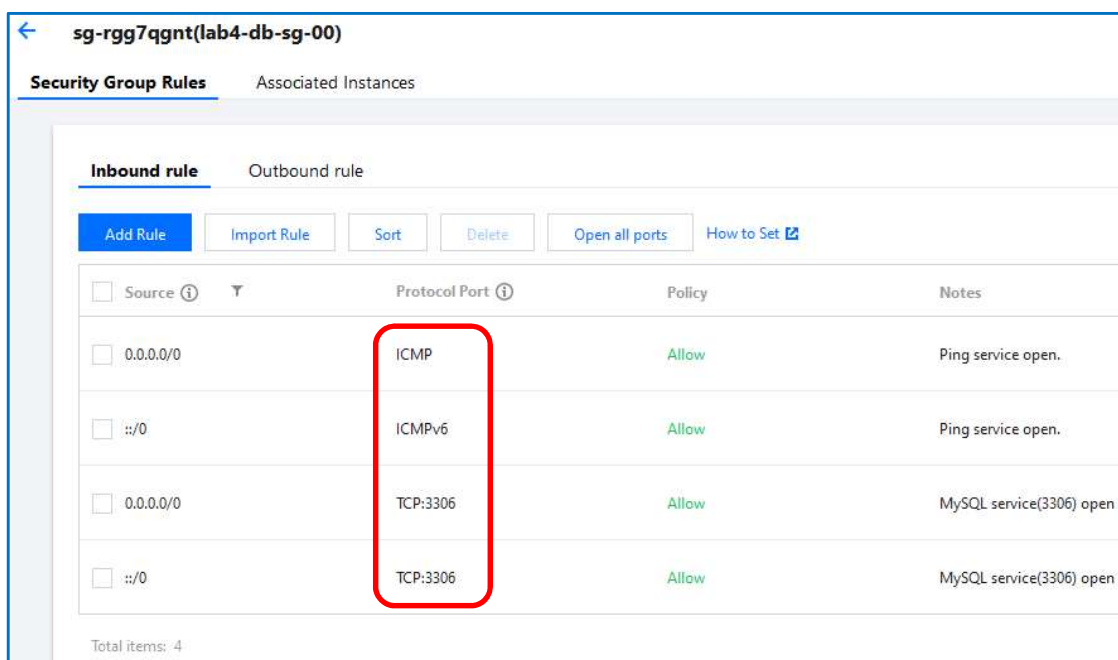 sg-rgg7qgnt(lab4-db-sg-00)
Security Group Rules Associated Instances
Inbound rule Outbound rule
Add Rule Import Rule Sort Delete Open all ports How to Set
Source Protocol Port Policy Notes
0.0.0.0/0 ICMP Allow Ping service open.
::/0 ICMPv6 Allow Ping service open.
0.0.0.0/0 TCP:3306 Allow MySQL service(3306) open
::/0 TCP:3306 Allow MySQL service(3306) open
Total items: 4